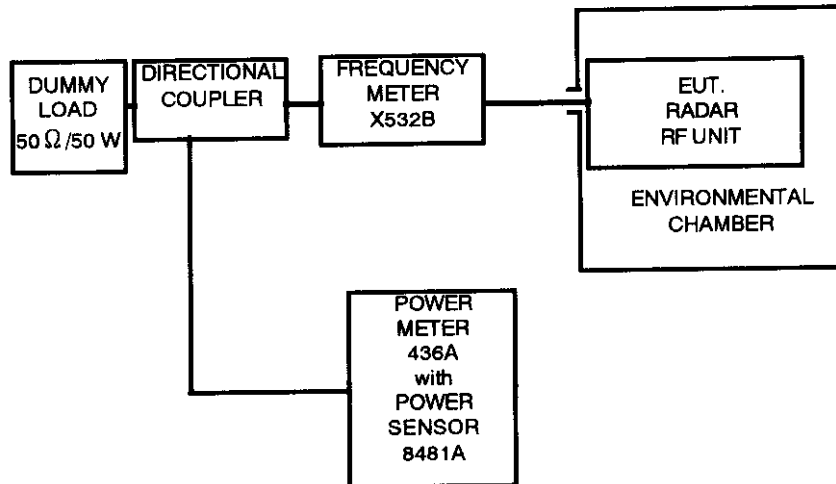 DUMMY
LOAD
50 Ω /50 W
DIRECTIONAL
COUPLER
FREQUENCY
METER
X532B
EUT.
RADAR
RF UNIT
ENVIRONMENTAL
CHAMBER
POWER
METER
436A
with
POWER
SENSOR
8481A